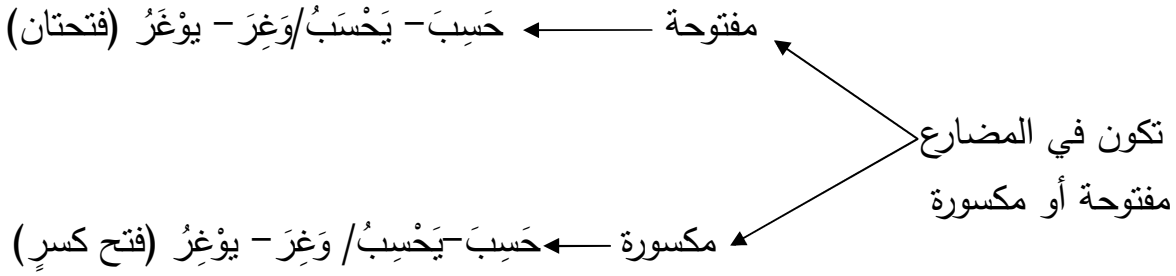 مفتوحة حَسِبَ – يَحْسَبُ/وَغِرَ – يوْغَرُ (فتحتان)
تكون في المضارع
مفتوحة أو مكسورة
مكسورة حَسِبَ–يَحْسِبُ/ وَغِرَ – يوْغِرُ (فتح كسرٍ)